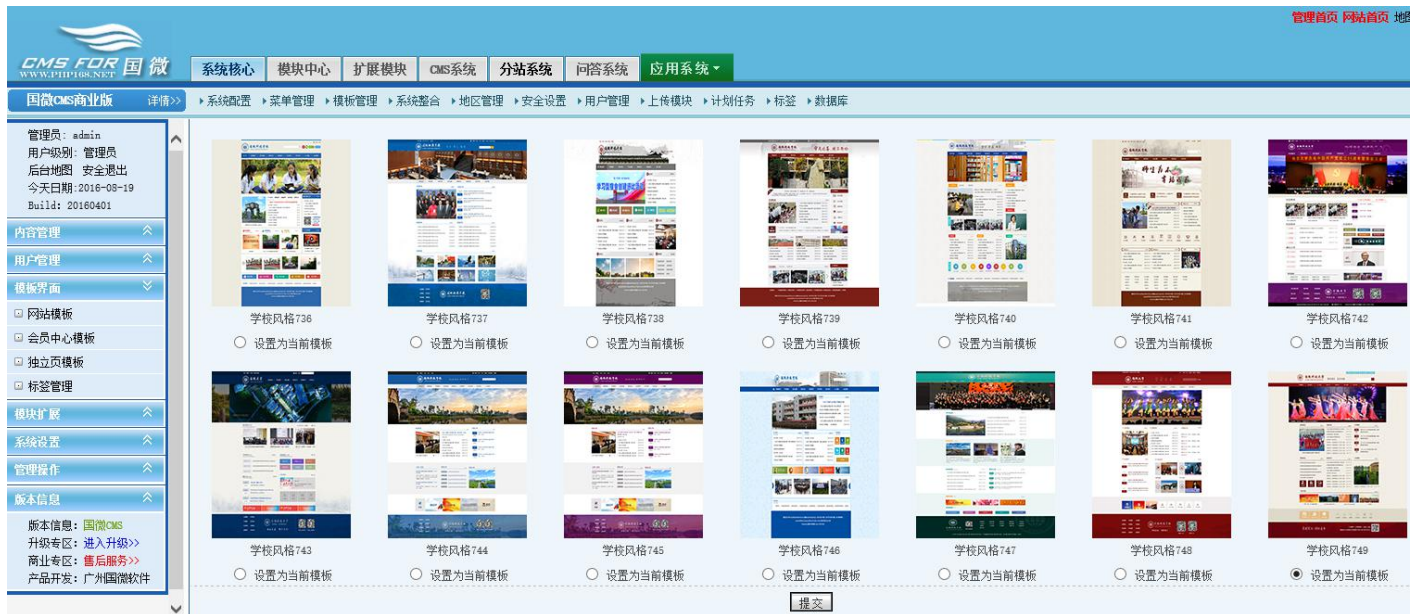 管理首页 网站首页 地图
CMS FOR 国微
WWW.PHP168.NET
系统核心 模块中心 扩展模块 CMS系统 分站系统 问答系统 应用系统
国微CMS商业版 详情>>
系统配置 菜单管理 模板管理 系统整合 地区管理 安全设置 用户管理 上传模块 计划任务 标签 数据库
管理员: admin
用户级别: 管理员
后台地图 安全退出
今天日期:2016-08-19
Build: 20160401
内容管理
用户管理
模板界面
网站模板
会员中心模板
独立页模板
标签管理
模块扩展
系统设置
管理操作
版本信息
版本信息: 国微CMS
升级专区: 进入升级>>
商业专区: 售后服务>>
产品开发: 广州国微软件
学校风格736 学校风格737 学校风格738 学校风格739 学校风格740 学校风格741 学校风格742
设置为当前模板 设置为当前模板 设置为当前模板 设置为当前模板 设置为当前模板 设置为当前模板 设置为当前模板
学校风格743 学校风格744 学校风格745 学校风格746 学校风格747 学校风格748 学校风格749
设置为当前模板 设置为当前模板 设置为当前模板 设置为当前模板 设置为当前模板 设置为当前模板 设置为当前模板
提交